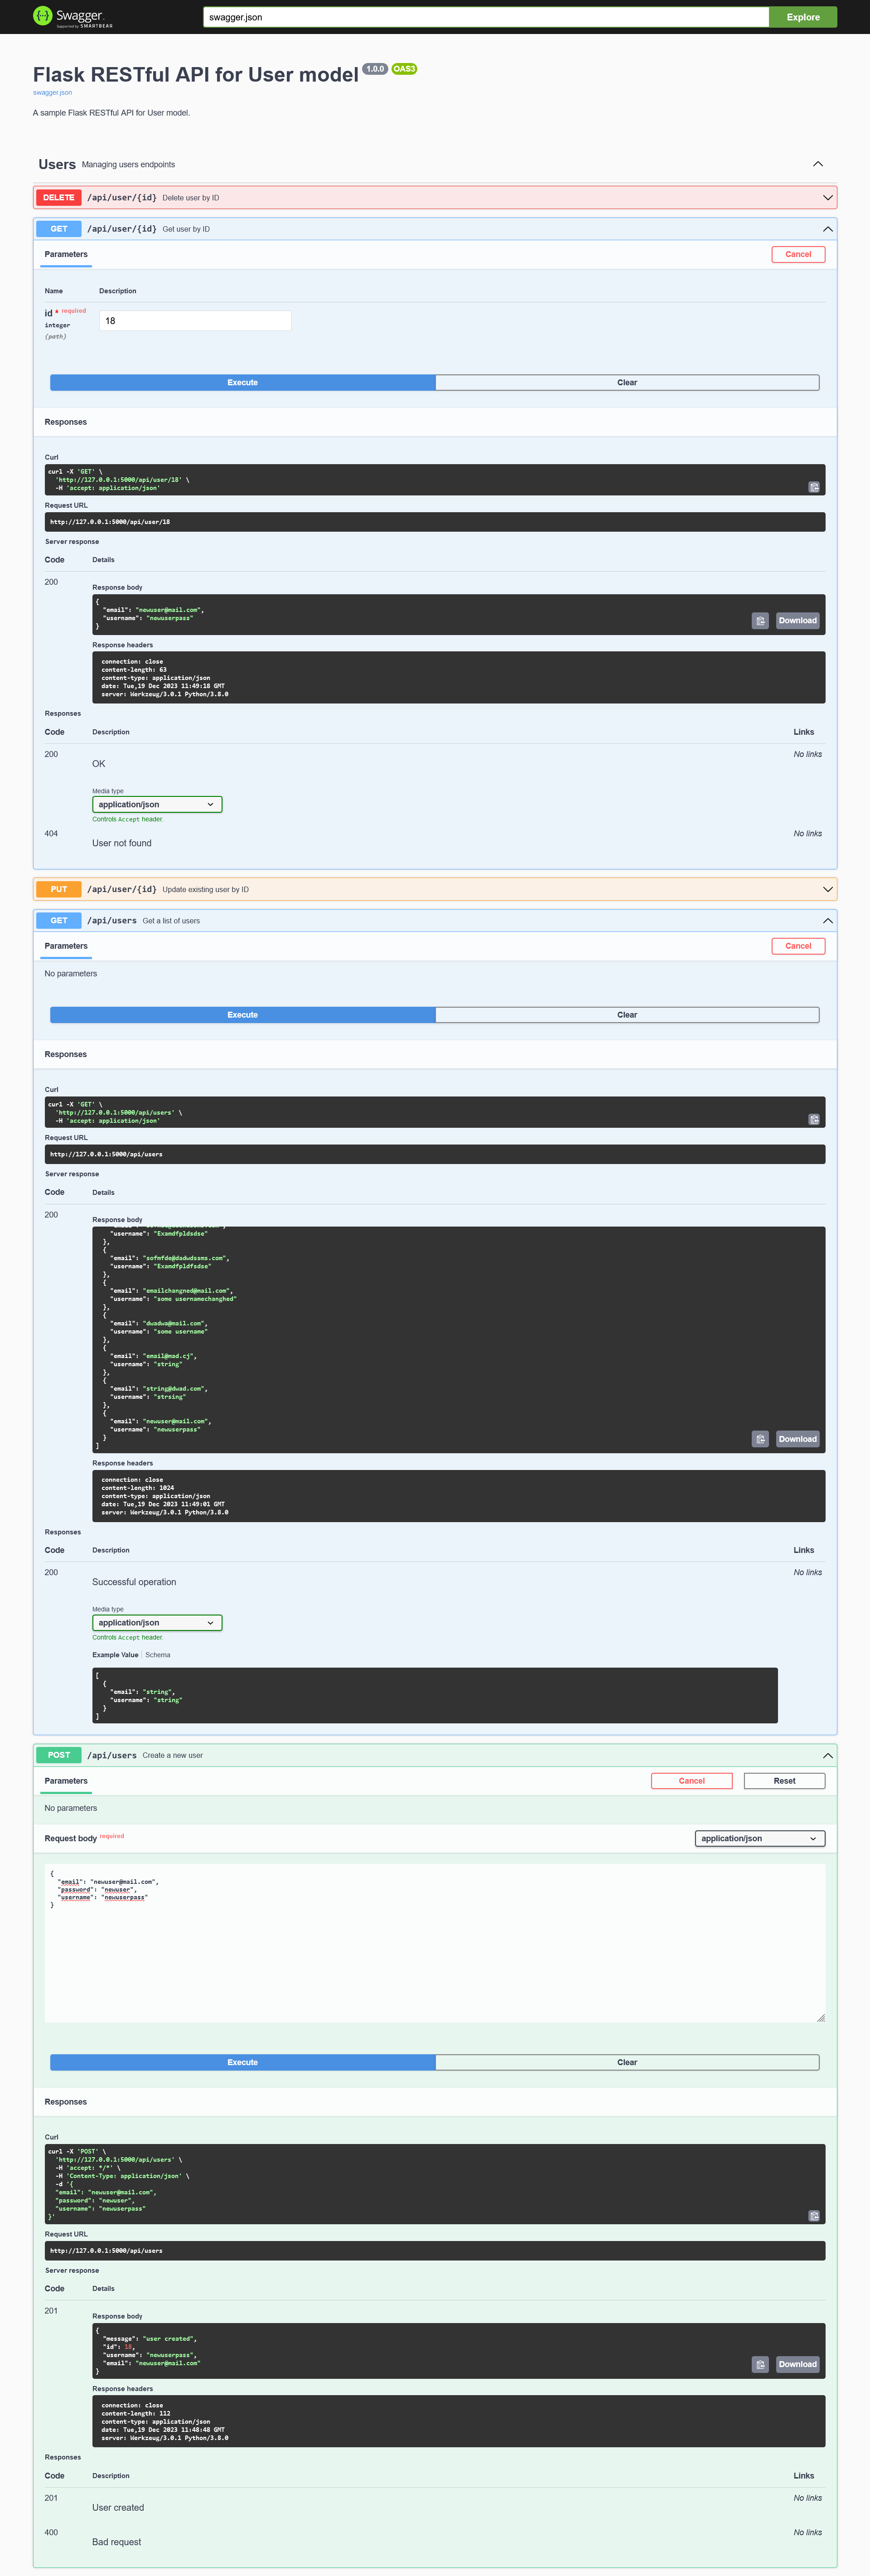 Swagger.
Supported by SMARTBEAR
swagger.json
Explore
Flask RESTful API for User model 1.0.0 OAS3
swagger.json
A sample Flask RESTful API for User model.
Users Managing users endpoints
DELETE /api/user/{id} Delete user by ID
GET /api/user/{id} Get user by ID
Parameters
Cancel
Name Description
id * required
18
integer
(path)
Execute Clear
Responses
Curl
curl -X 'GET' \
'http://127.0.0.1:5000/api/user/18' \
-H 'accept: application/json'
Request URL
http://127.0.0.1:5000/api/user/18
Server response
Code Details
200
Response body
{
"email": "newuser@mail.com",
"username": "newuserpass"
}
Download
Response headers
connection: close
content-length: 63
content-type: application/json
date: Tue,19 Dec 2023 11:49:18 GMT
server: Werkzeug/3.0.1 Python/3.8.0
Responses
Code Description Links
200 No links
OK
Media type
application/json
Controls Accept header.
404 No links
User not found
PUT /api/user/{id} Update existing user by ID
GET /api/users Get a list of users
Parameters
Cancel
No parameters
Execute Clear
Responses
Curl
curl -X 'GET' \
'http://127.0.0.1:5000/api/users' \
-H 'accept: application/json'
Request URL
http://127.0.0.1:5000/api/users
Server response
Code Details
200
Response body
"username": "Examdfpldsdse"
},
{
"email": "sofmfde@dadwdssms.com",
"username": "Examdfpldfsdse"
},
{
"email": "emailchangned@mail.com",
"username": "some usernamechanghed"
},
{
"email": "dwadwa@mail.com",
"username": "some username"
},
{
"email": "email@mad.cj",
"username": "string"
},
{
"email": "string@dwad.com",
"username": "strsing"
},
{
"email": "newuser@mail.com",
"username": "newuserpass"
}
]
Download
Response headers
connection: close
content-length: 1024
content-type: application/json
date: Tue,19 Dec 2023 11:49:01 GMT
server: Werkzeug/3.0.1 Python/3.8.0
Responses
Code Description Links
200 No links
Successful operation
Media type
application/json
Controls Accept header.
Example Value Schema
[
{
"email": "string",
"username": "string"
}
]
POST /api/users Create a new user
Parameters
Cancel Reset
No parameters
Request body required
application/json
{
"email": "newuser@mail.com",
"password": "newuser",
"username": "newuserpass"
}
Execute Clear
Responses
Curl
curl -X 'POST' \
'http://127.0.0.1:5000/api/users' \
-H 'accept: */*' \
-H 'Content-Type: application/json' \
-d '{
"email": "newuser@mail.com",
"password": "newuser",
"username": "newuserpass"
}'
Request URL
http://127.0.0.1:5000/api/users
Server response
Code Details
201
Response body
{
"message": "user created",
"id": 18,
"username": "newuserpass",
"email": "newuser@mail.com"
}
Download
Response headers
connection: close
content-length: 112
content-type: application/json
date: Tue,19 Dec 2023 11:48:48 GMT
server: Werkzeug/3.0.1 Python/3.8.0
Responses
Code Description Links
201 No links
User created
400 No links
Bad request